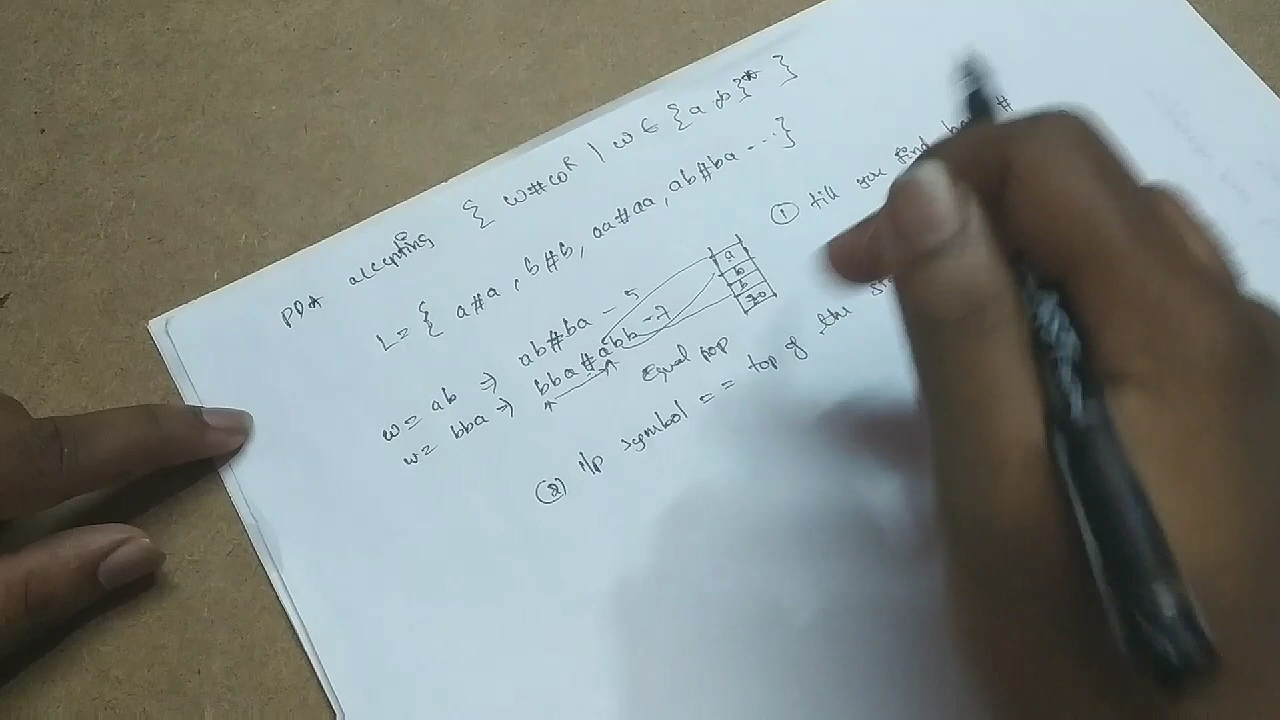 PDA accepting { w#wᴿ | w ∈ {a,b}* }
L = { a#a, b#b, aa#aa, ab#ba ... }
w = ab ⇒ ab#ba - 5
w = bba ⇒ bba#abb - 7
a
b
b
z0
① till you find #
Equal pop
② i/p symbol == top of the